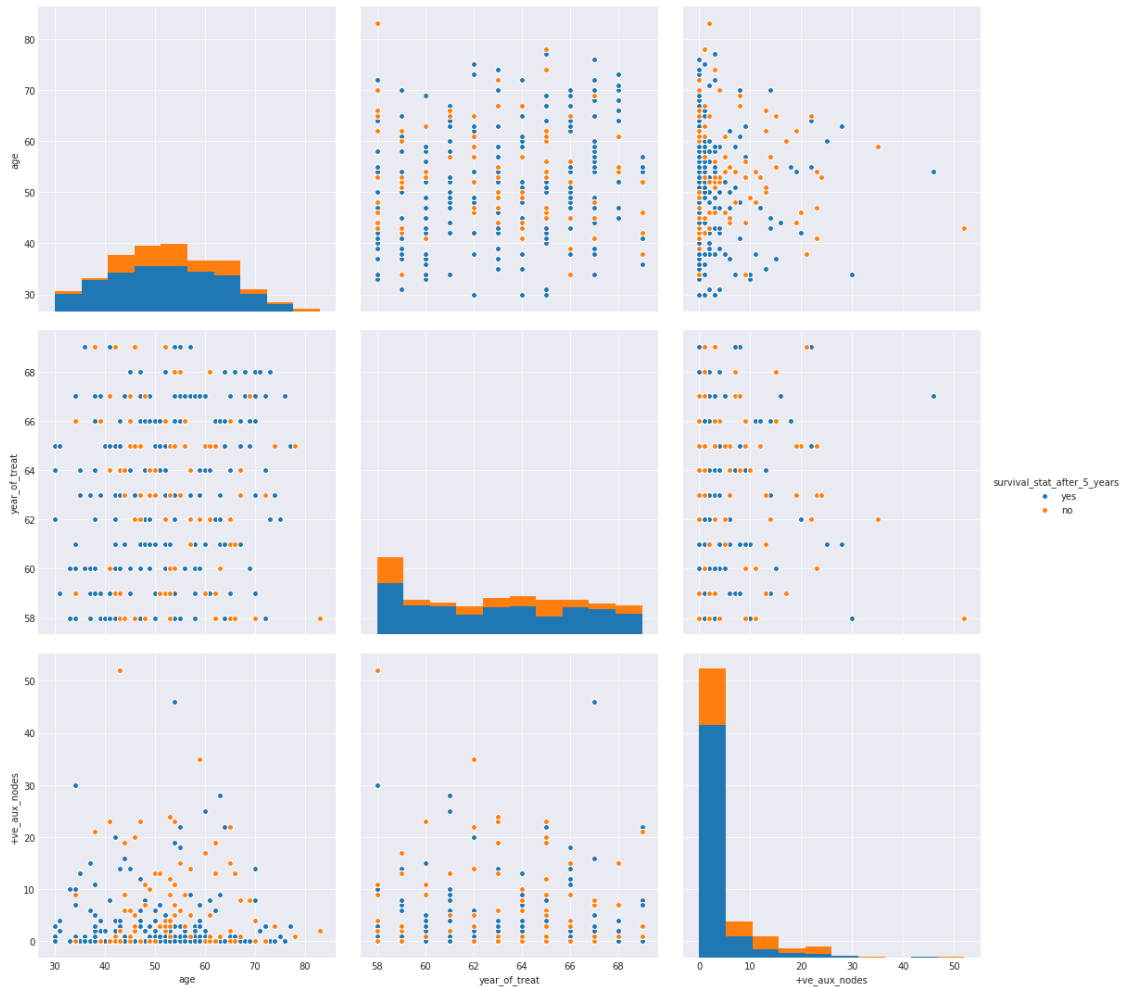 80
70
60
50
40
30
age
68
66
64
62
60
58
year_of_treat
survival_stat_after_5_years
yes
no
50
40
30
20
10
0
+ve_aux_nodes
30 40 50 60 70 80
58 60 62 64 66 68
0 10 20 30 40 50
age
year_of_treat
+ve_aux_nodes